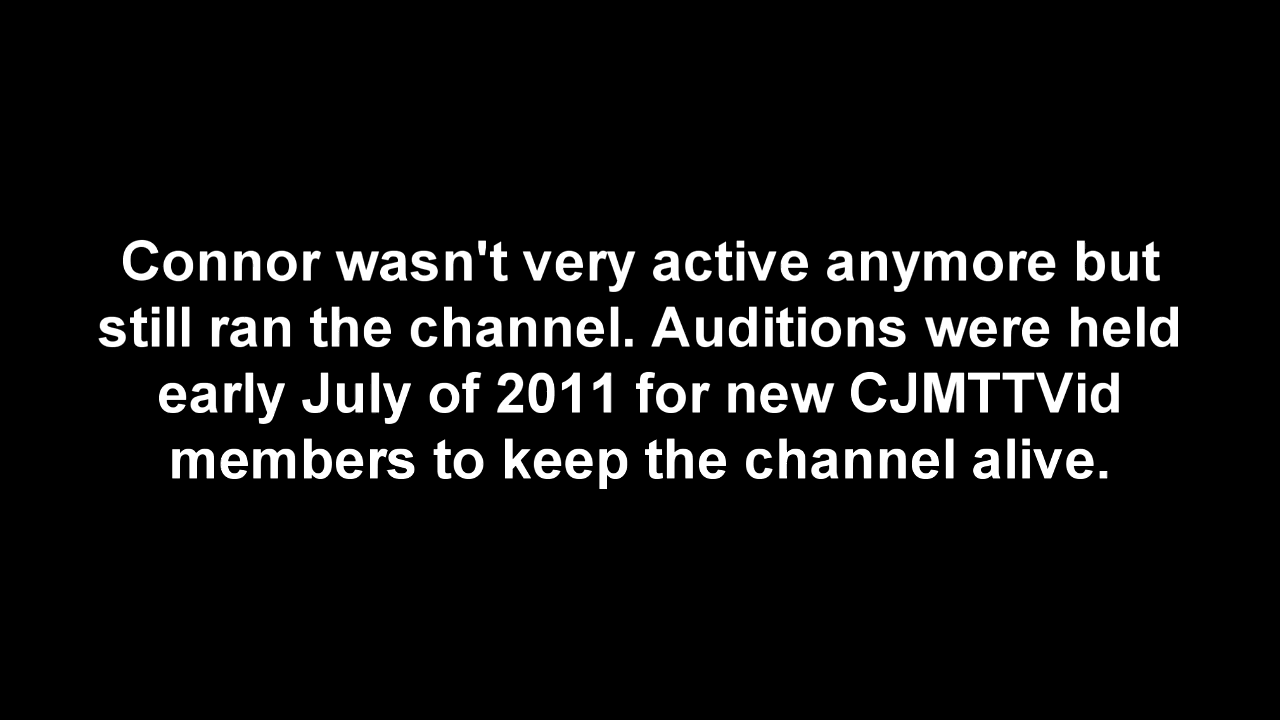 Connor wasn't very active anymore but
still ran the channel. Auditions were held
early July of 2011 for new CJMTTVid
members to keep the channel alive.